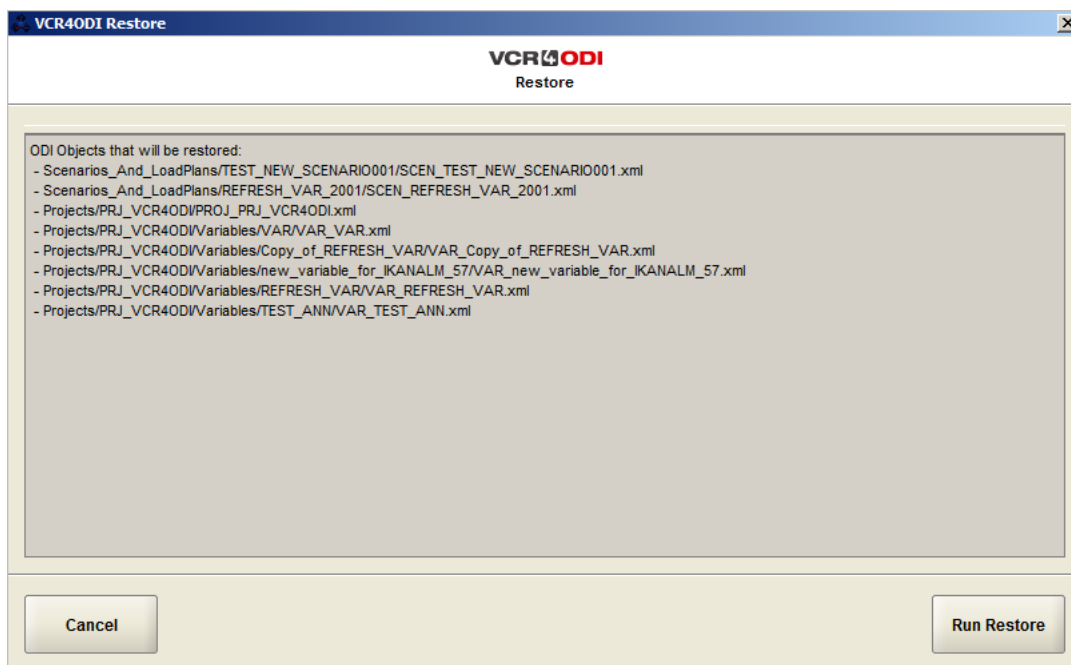 VCR4ODI Restore
VCR4ODI
Restore
ODI Objects that will be restored:
- Scenarios_And_LoadPlans/TEST_NEW_SCENARIO001/SCEN_TEST_NEW_SCENARIO001.xml
- Scenarios_And_LoadPlans/REFRESH_VAR_2001/SCEN_REFRESH_VAR_2001.xml
- Projects/PRJ_VCR4ODI/PROJ_PRJ_VCR4ODI.xml
- Projects/PRJ_VCR4ODI/Variables/VAR/VAR_VAR.xml
- Projects/PRJ_VCR4ODI/Variables/Copy_of_REFRESH_VAR/VAR_Copy_of_REFRESH_VAR.xml
- Projects/PRJ_VCR4ODI/Variables/new_variable_for_IKANALM_57/VAR_new_variable_for_IKANALM_57.xml
- Projects/PRJ_VCR4ODI/Variables/REFRESH_VAR/VAR_REFRESH_VAR.xml
- Projects/PRJ_VCR4ODI/Variables/TEST_ANN/VAR_TEST_ANN.xml
Cancel
Run Restore